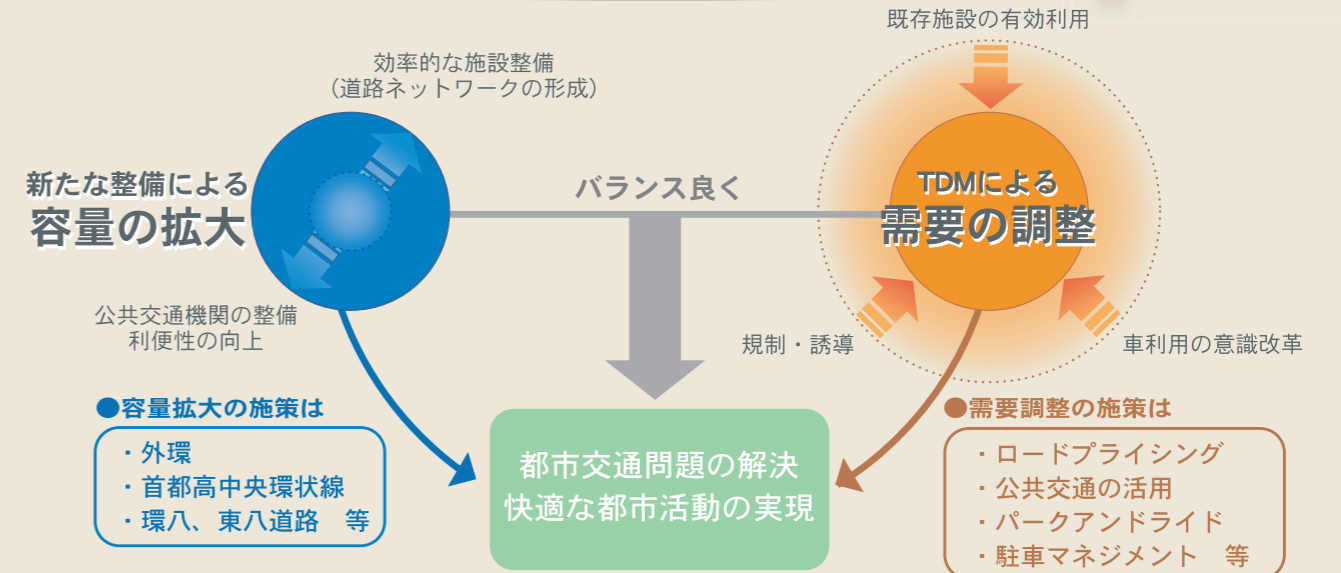 既存施設の有効利用
効率的な施設整備
（道路ネットワークの形成）
新たな整備による
容量の拡大
バランス良く
TDMによる
需要の調整
公共交通機関の整備
利便性の向上
規制・誘導
車利用の意識改革
●容量拡大の施策は
・外環
・首都高中央環状線
・環八、東八道路　等
都市交通問題の解決
快適な都市活動の実現
●需要調整の施策は
・ロードプライシング
・公共交通の活用
・パークアンドライド
・駐車マネジメント　等